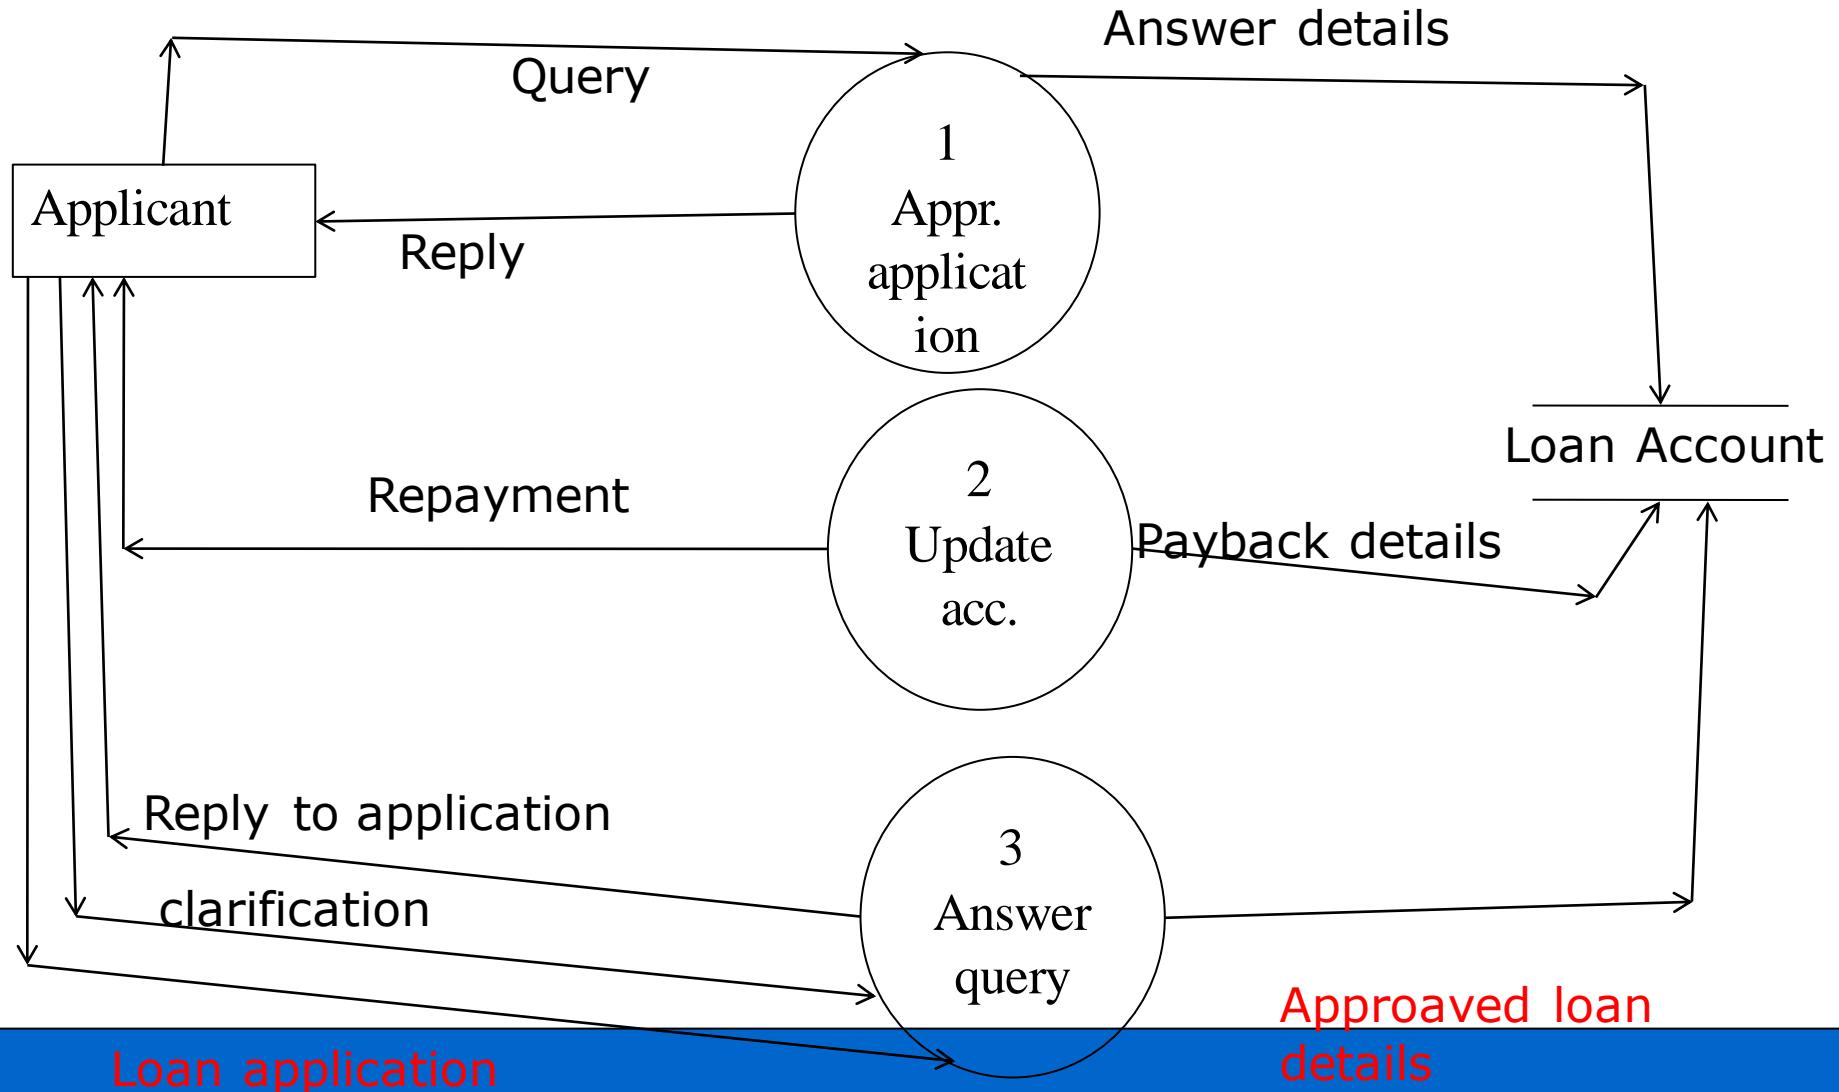 Answer details
Query
1
Appr.
applicat
ion
Applicant
Reply
Loan Account
2
Update
acc.
Repayment
Payback details
Reply to application
3
Answer
query
clarification
Approaved loan
details
Loan application